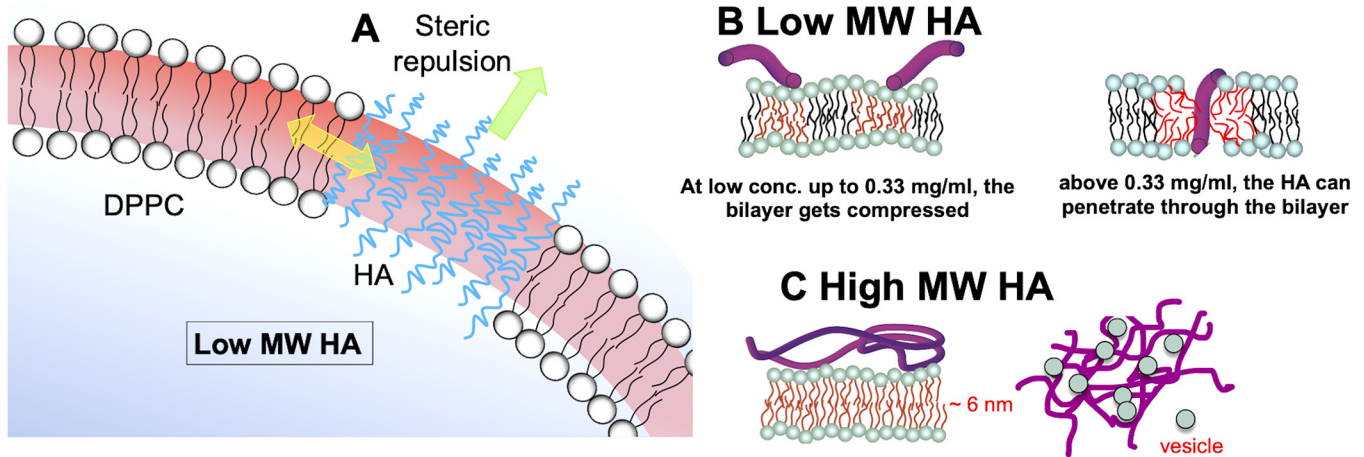 A
Steric
repulsion
DPPC
HA
Low MW HA
B Low MW HA
At low conc. up to 0.33 mg/ml, the
bilayer gets compressed
above 0.33 mg/ml, the HA can
penetrate through the bilayer
C High MW HA
~ 6 nm
vesicle